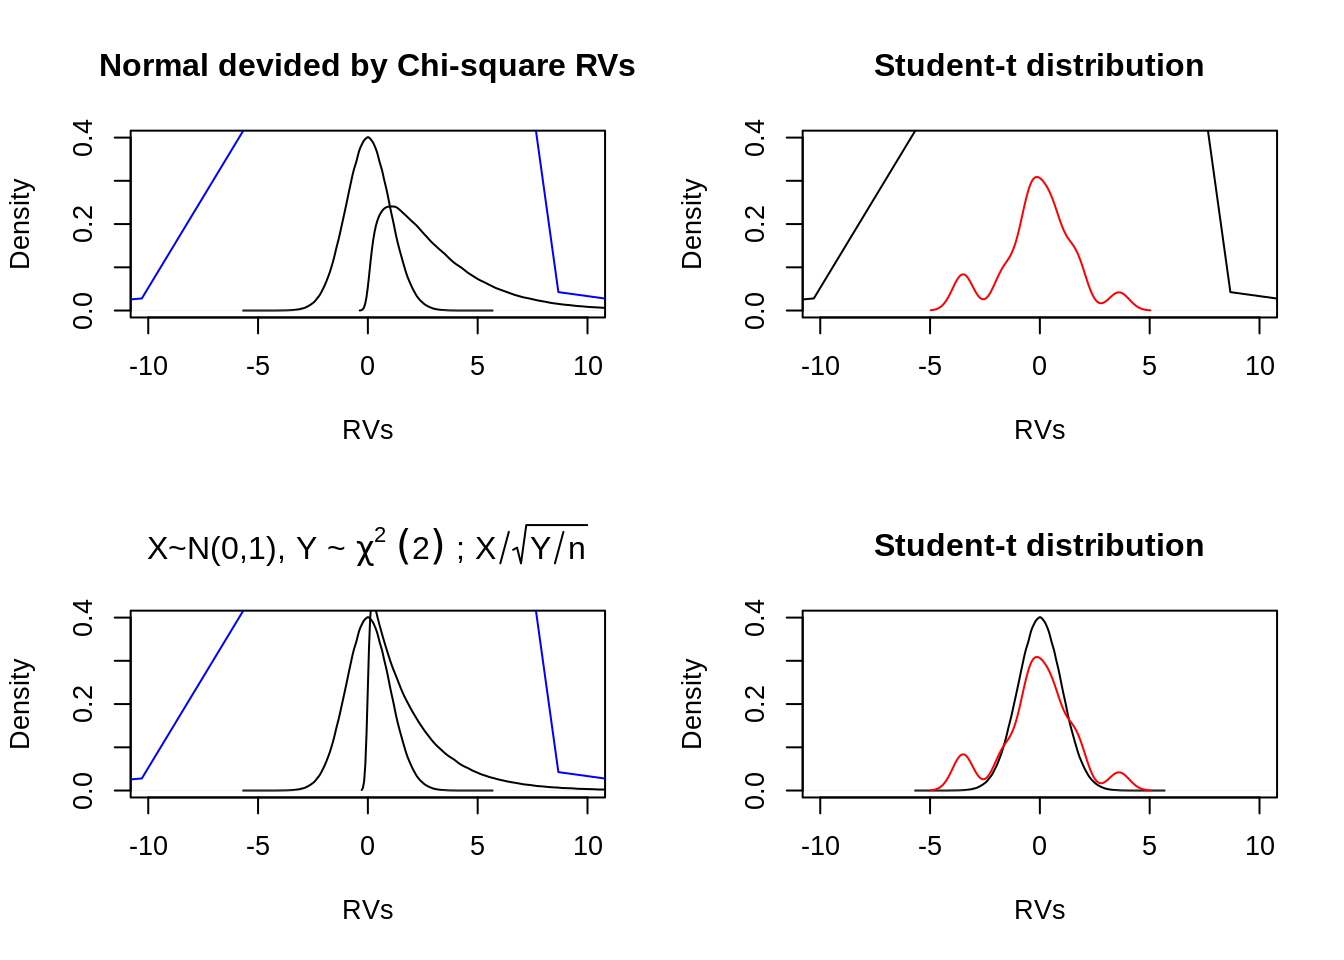 Normal devided by Chi-square RVs
Density
0.0 0.2 0.4
-10 -5 0 5 10
RVs
Student-t distribution
Density
0.0 0.2 0.4
-10 -5 0 5 10
RVs
X~N(0,1), Y ~ χ² (2) ; X/√Y/n
Density
0.0 0.2 0.4
-10 -5 0 5 10
RVs
Student-t distribution
Density
0.0 0.2 0.4
-10 -5 0 5 10
RVs